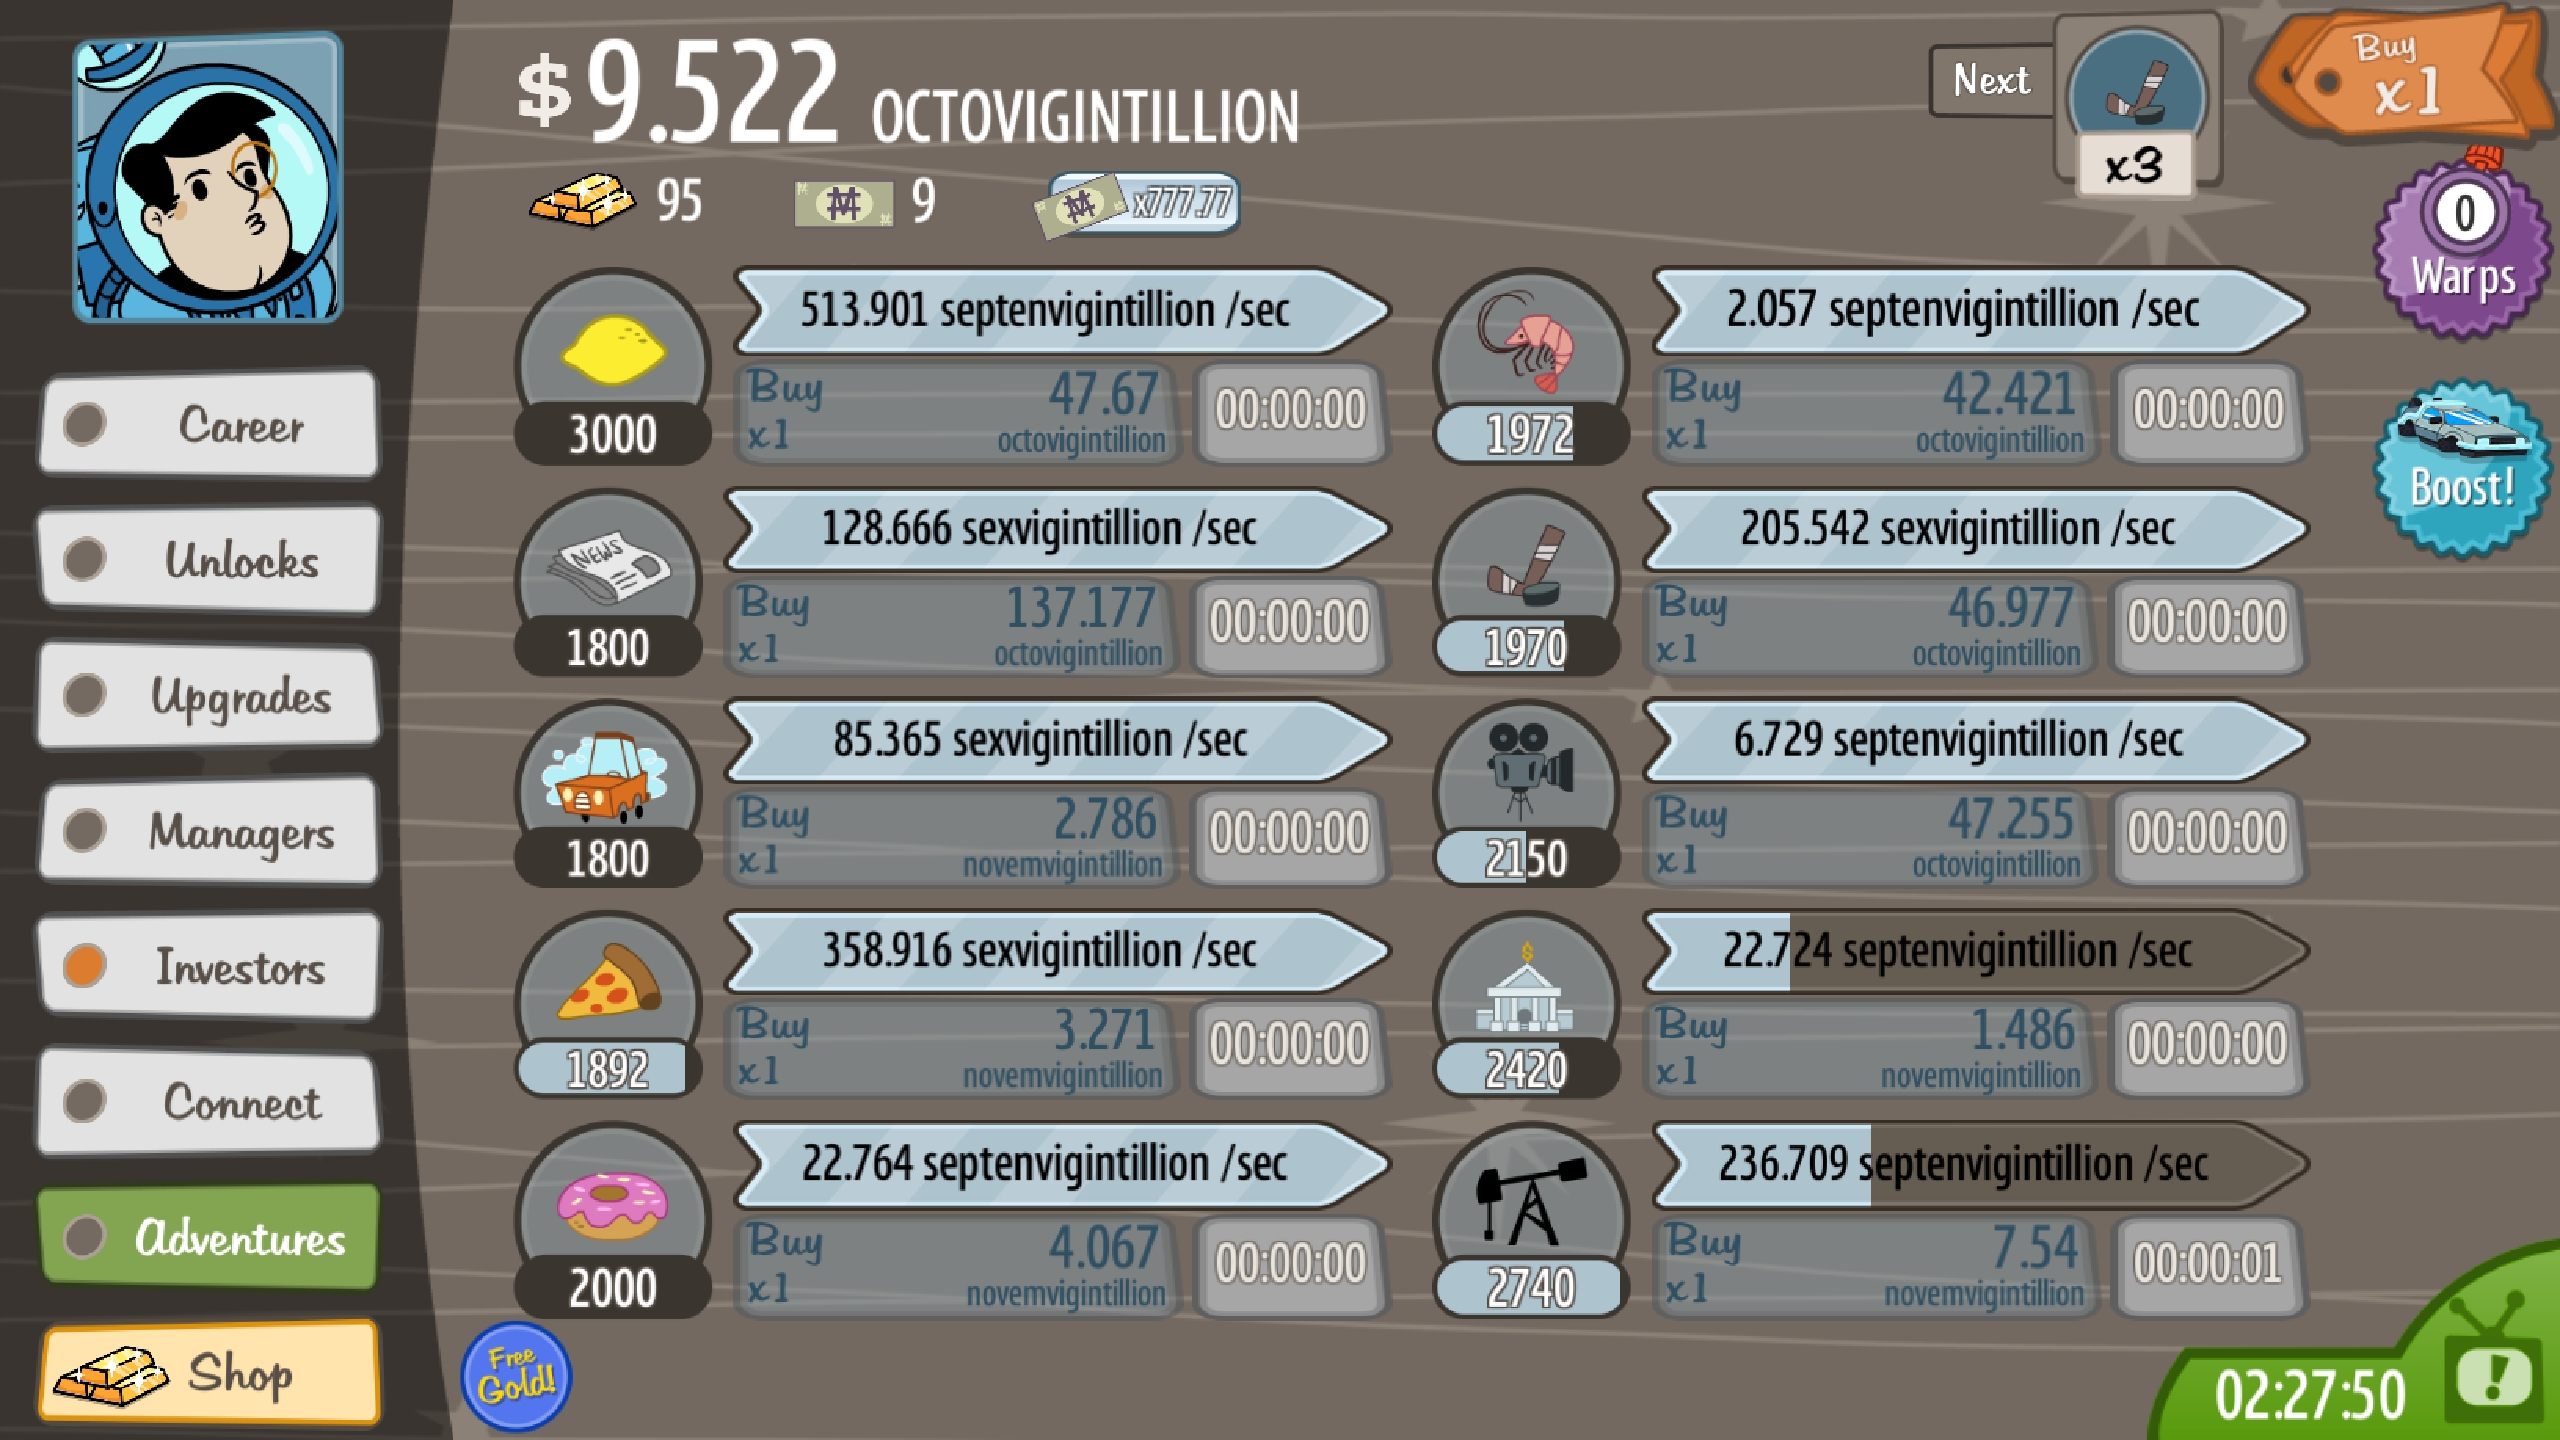 $9.522 OCTOVIGINTILLION
95
9
x777.77
Next
x3
Buy
x1
0
Warps
Boost!
Career
Unlocks
Upgrades
Managers
Investors
Connect
Adventures
Shop
513.901 septenvigintillion /sec
3000
Buy
x1
47.67
octovigintillion
00:00:00
2.057 septenvigintillion /sec
1972
Buy
x1
42.421
octovigintillion
00:00:00
NEWS
128.666 sexvigintillion /sec
1800
Buy
x1
137.177
octovigintillion
00:00:00
205.542 sexvigintillion /sec
1970
Buy
x1
46.977
octovigintillion
00:00:00
85.365 sexvigintillion /sec
1800
Buy
x1
2.786
novemvigintillion
00:00:00
6.729 septenvigintillion /sec
2150
Buy
x1
47.255
octovigintillion
00:00:00
358.916 sexvigintillion /sec
1892
Buy
x1
3.271
novemvigintillion
00:00:00
$
22.724 septenvigintillion /sec
2420
Buy
x1
1.486
novemvigintillion
00:00:00
22.764 septenvigintillion /sec
2000
Buy
x1
4.067
novemvigintillion
00:00:00
236.709 septenvigintillion /sec
2740
Buy
x1
7.54
novemvigintillion
00:00:01
Free
Gold!
02:27:50
!